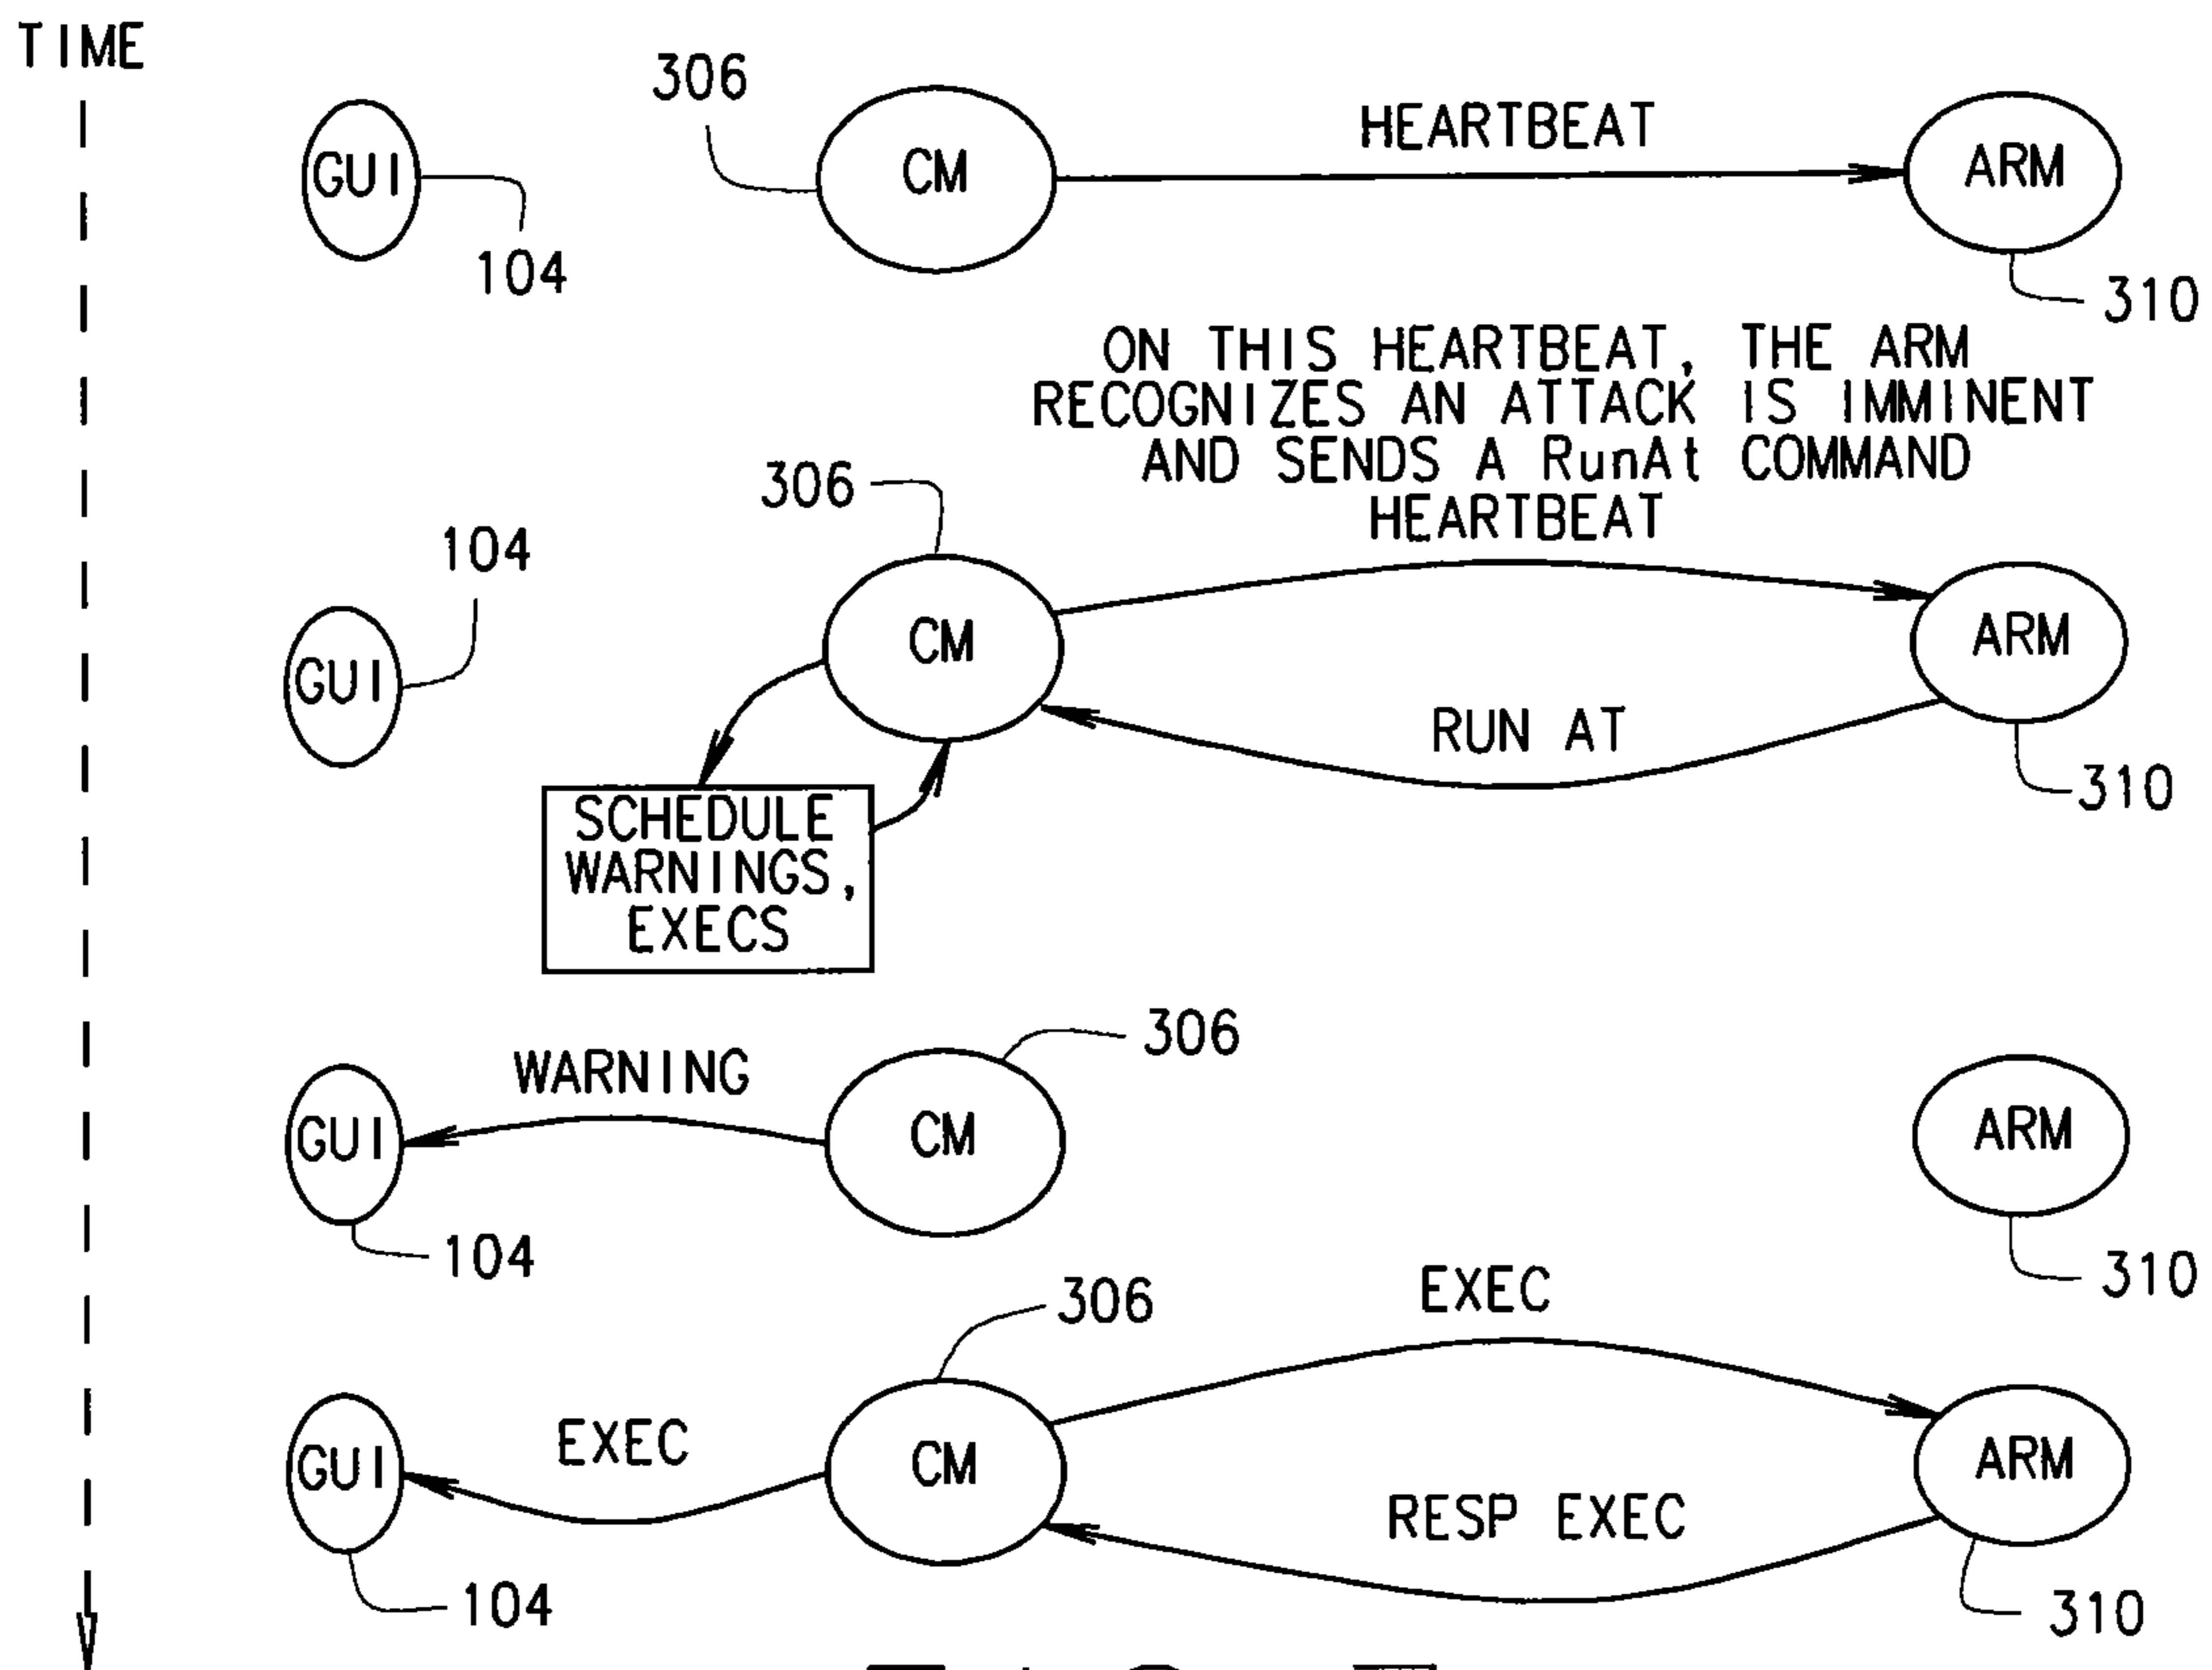 TIME
306
HEARTBEAT
GUI
CM
ARM
104
310
ON THIS HEARTBEAT, THE ARM
RECOGNIZES AN ATTACK IS IMMINENT
AND SENDS A RunAt COMMAND
306
HEARTBEAT
104
GUI
CM
ARM
RUN AT
310
SCHEDULE
WARNINGS,
EXECS
306
WARNING
GUI
CM
ARM
104
310
306
EXEC
EXEC
GUI
CM
ARM
RESP EXEC
104
310